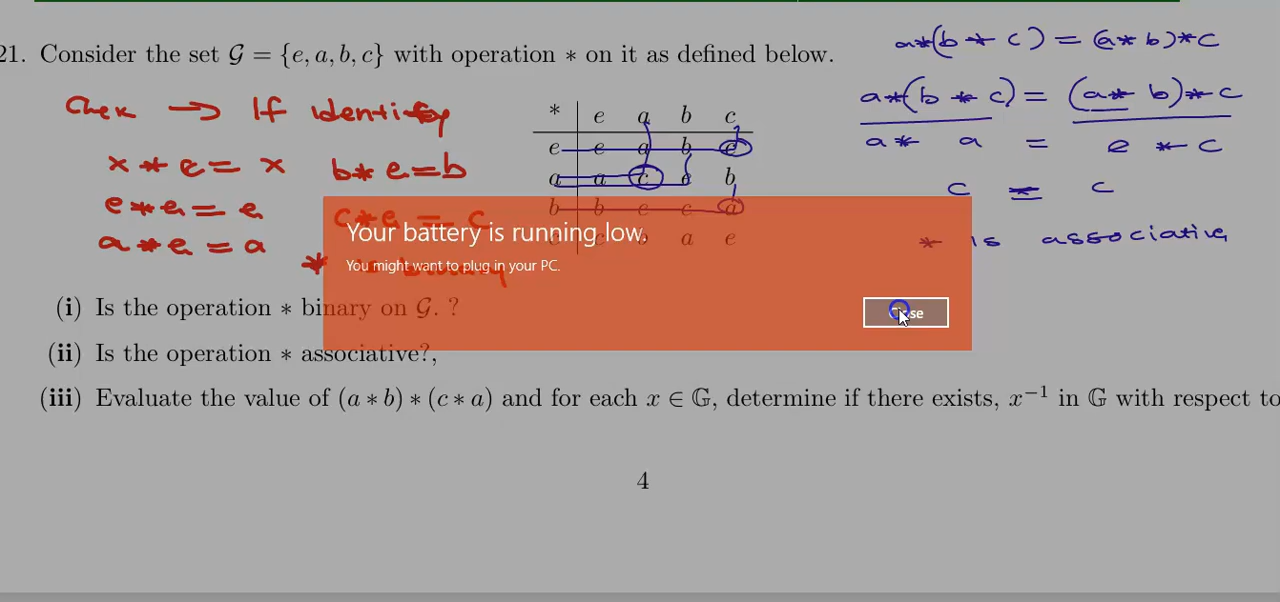 21. Consider the set 𝒢 = {e, a, b, c} with operation * on it as defined below.
a*(b * c) = (a* b)*c
Check → If identity
x * e = x b* e = b
e * e = e c*e = c
a * e = a
* is binary
* e a b c
e e a b c
a a c e b
b b e c a
c c b a e
a*(b * c) = (a* b)* c
a* a = e * c
c = c
* is associative
Your battery is running low.
You might want to plug in your PC.
Close
(i) Is the operation * binary on 𝒢. ?
(ii) Is the operation * associative?,
(iii) Evaluate the value of (a * b) * (c * a) and for each x ∈ 𝔾, determine if there exists, x⁻¹ in 𝔾 with respect to
4